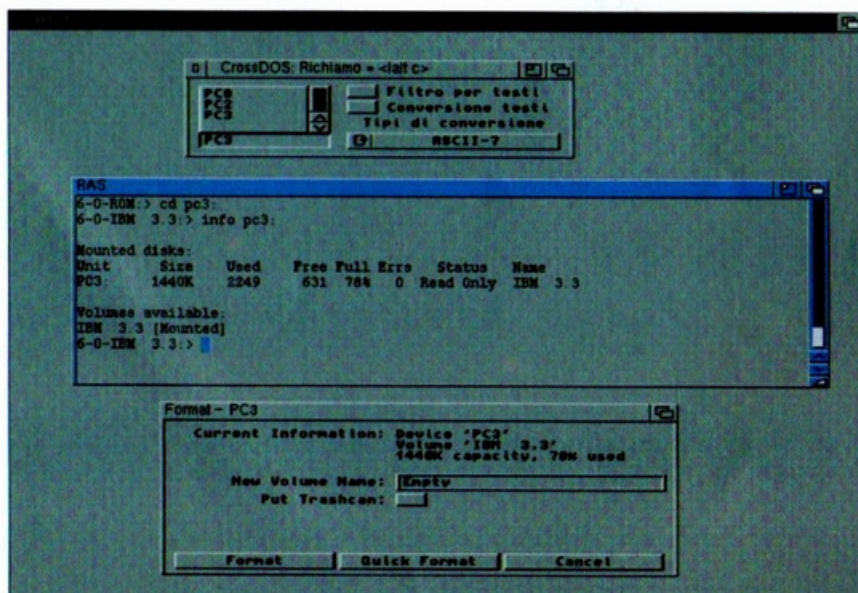 CrossDOS: Richiamo = <lalt c>
PC0
PC2
PC3
PC3
Filtro per testi
Conversione testi
Tipi di conversione
ASCII-7
RAS
6-0-ROM:> cd pc3:
6-0-IBM 3.3:> info pc3:
Mounted disks:
Unit Size Used Free Full Errs Status Name
PC3: 1440K 2249 631 78% 0 Read Only IBM 3.3
Volumes available:
IBM 3.3 [Mounted]
6-0-IBM 3.3:>
Format - PC3
Current Information: Device 'PC3'
Volume 'IBM 3.3'
1440K capacity, 78% used
New Volume Name: Empty
Put Trashcan:
Format Quick Format Cancel